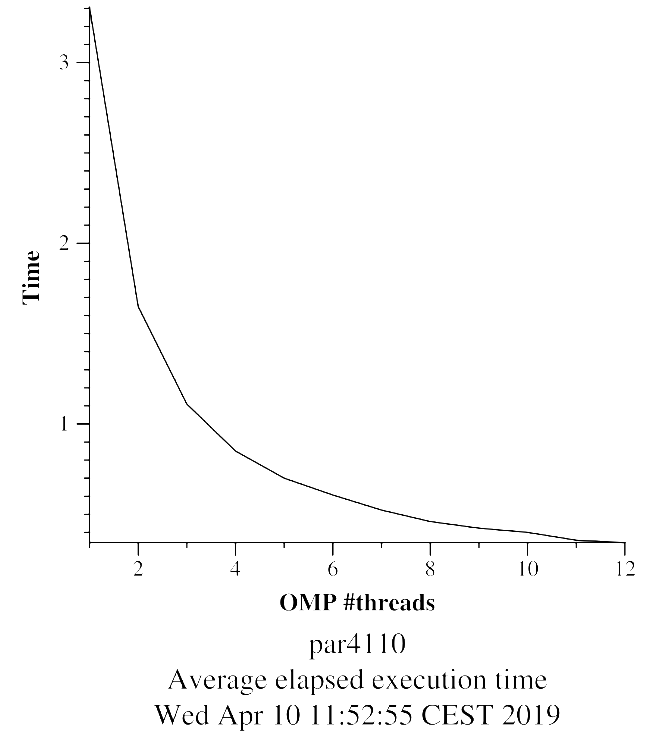 3
2
1
Time
2 4 6 8 10 12
OMP #threads
par4110
Average elapsed execution time
Wed Apr 10 11:52:55 CEST 2019